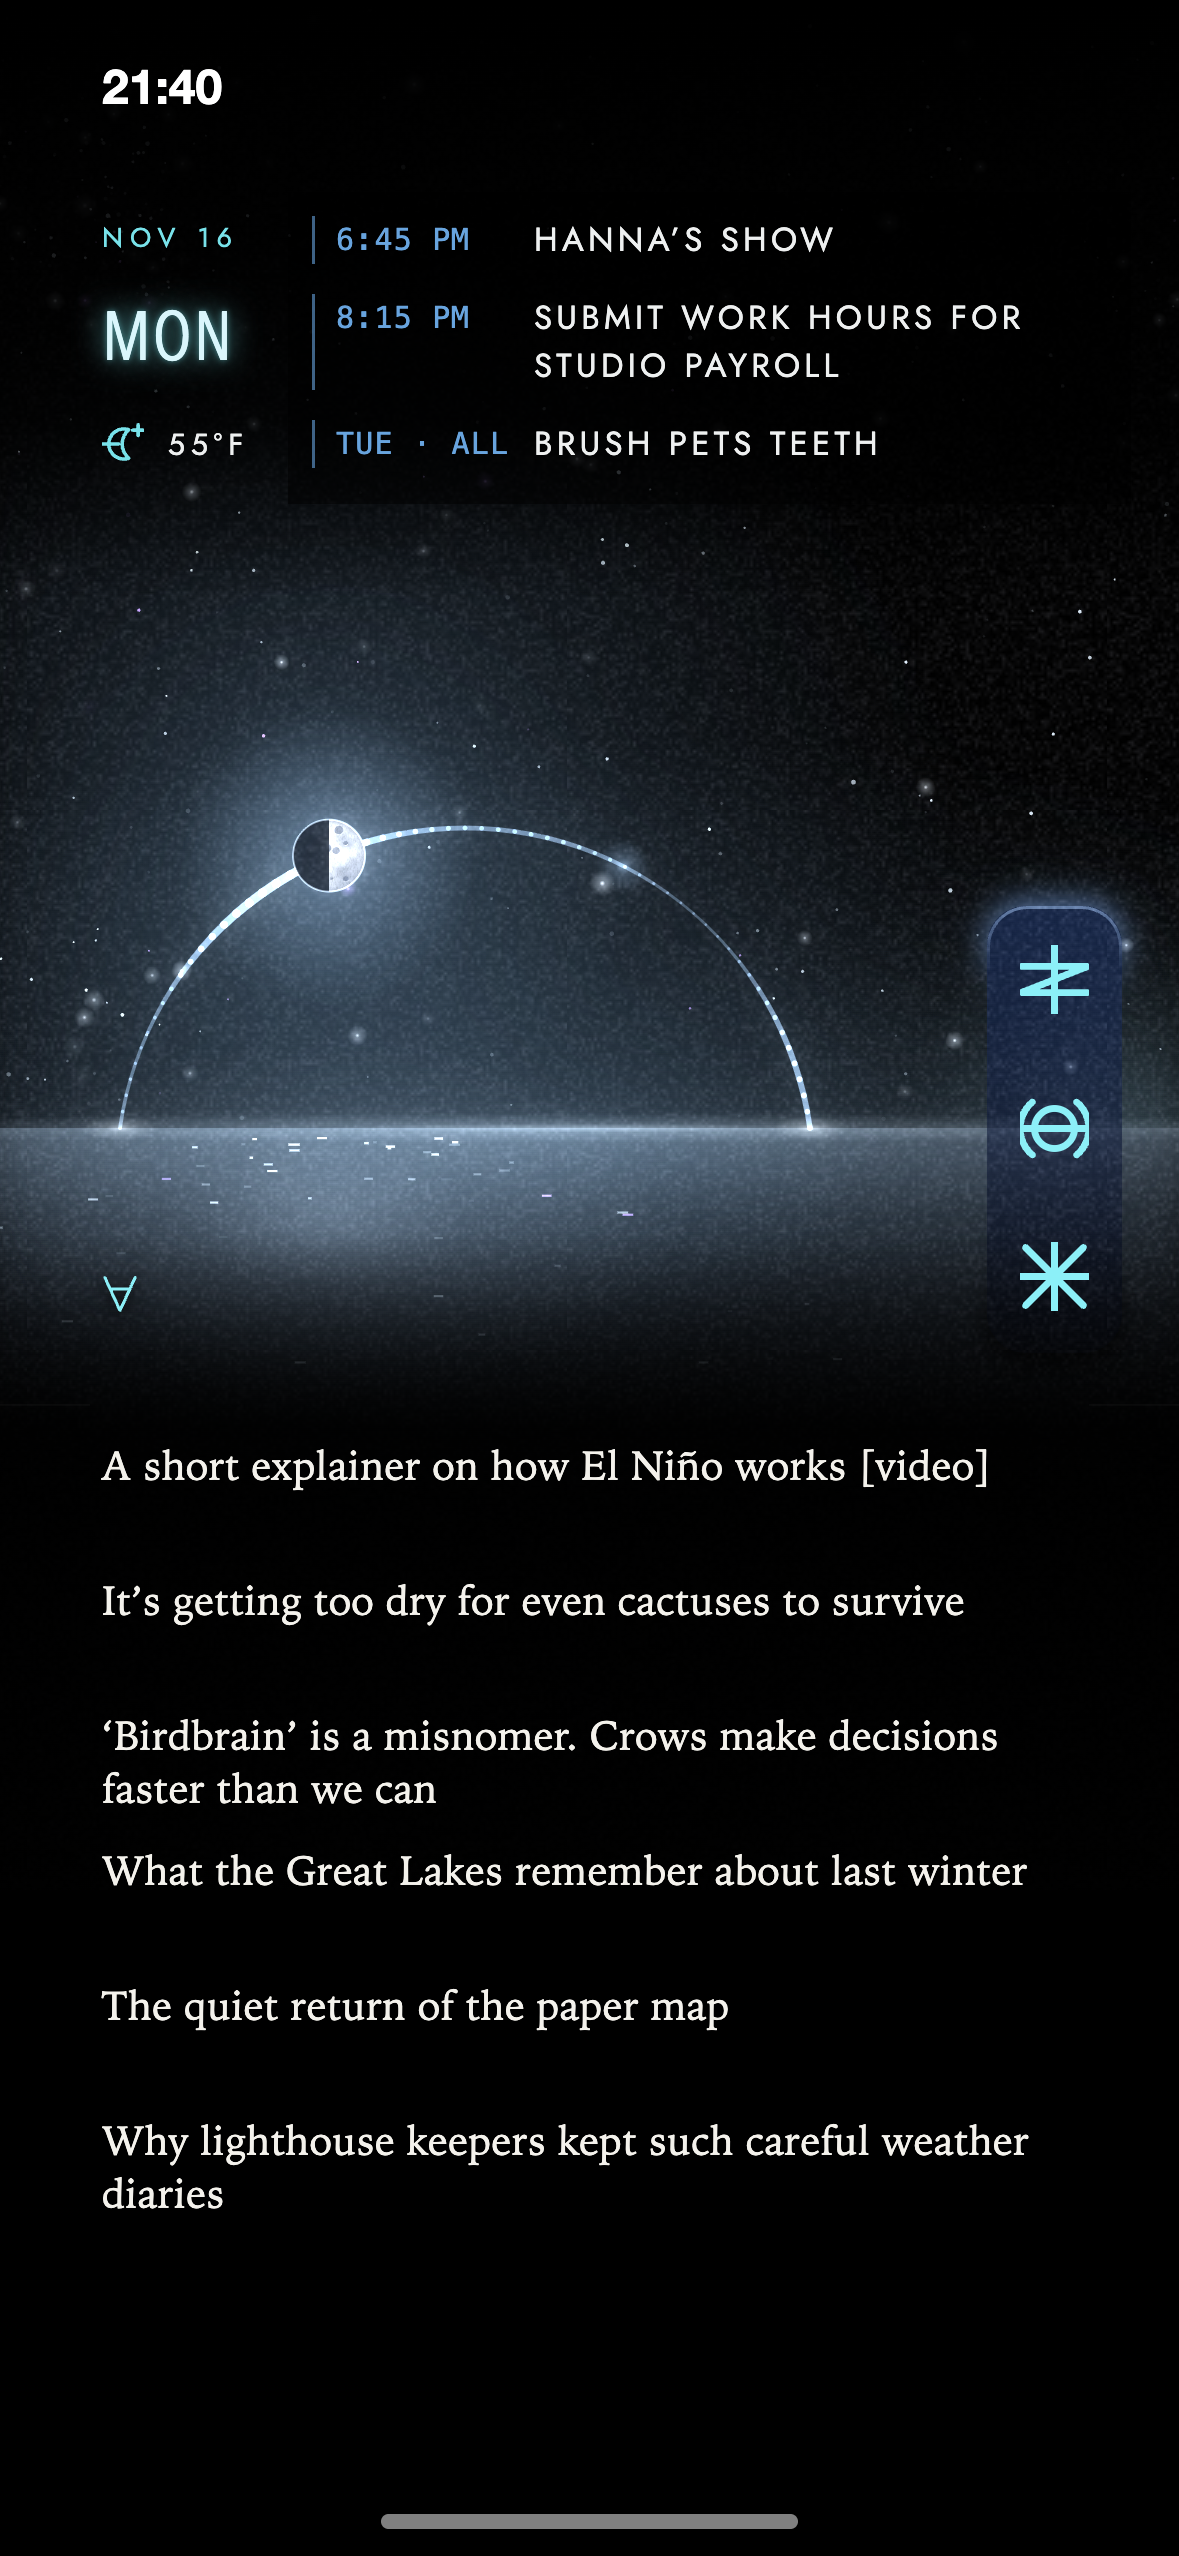 21:40
NOV 16
MON
55°F
6:45 PM HANNA’S SHOW
8:15 PM SUBMIT WORK HOURS FOR
STUDIO PAYROLL
TUE · ALL BRUSH PETS TEETH
A short explainer on how El Niño works [video]
It’s getting too dry for even cactuses to survive
‘Birdbrain’ is a misnomer. Crows make decisions
faster than we can
What the Great Lakes remember about last winter
The quiet return of the paper map
Why lighthouse keepers kept such careful weather
diaries